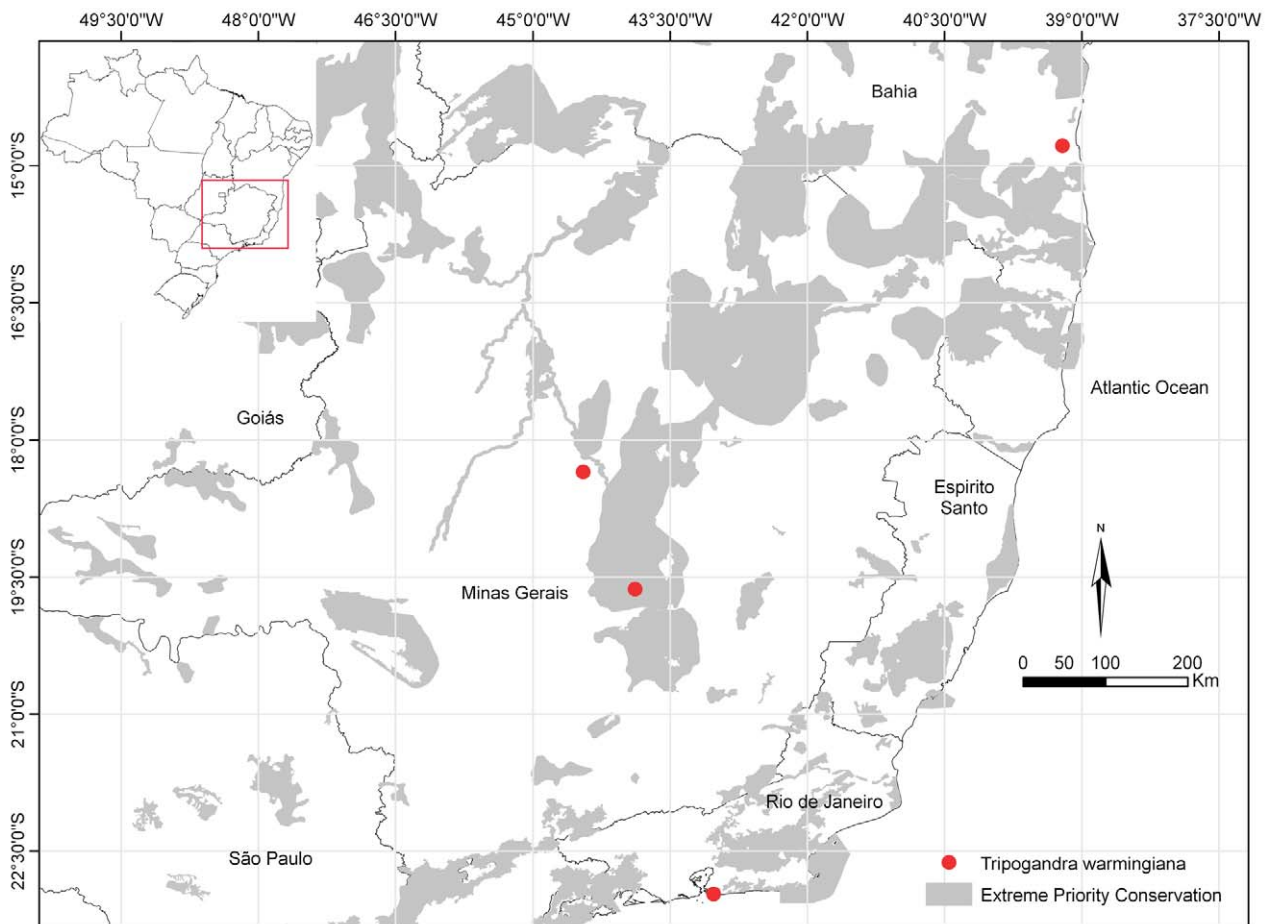 49°30'0"W 48°0'0"W 46°30'0"W 45°0'0"W 43°30'0"W 42°0'0"W 40°30'0"W 39°0'0"W 37°30'0"W
Bahia
15°0'0"S
16°30'0"S
Atlantic Ocean
Goiás
18°0'0"S
Espirito
Santo
N
19°30'0"S
Minas Gerais
0 50 100 200
Km
21°0'0"S
Rio de Janeiro
22°30'0"S
São Paulo
Tripogandra warmingiana
Extreme Priority Conservation